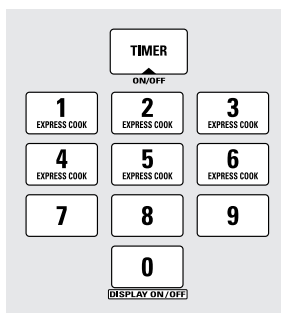 TIMER
ON/OFF
1 2 3
EXPRESS COOK EXPRESS COOK EXPRESS COOK
4 5 6
EXPRESS COOK EXPRESS COOK EXPRESS COOK
7 8 9
0
DISPLAY ON/OFF